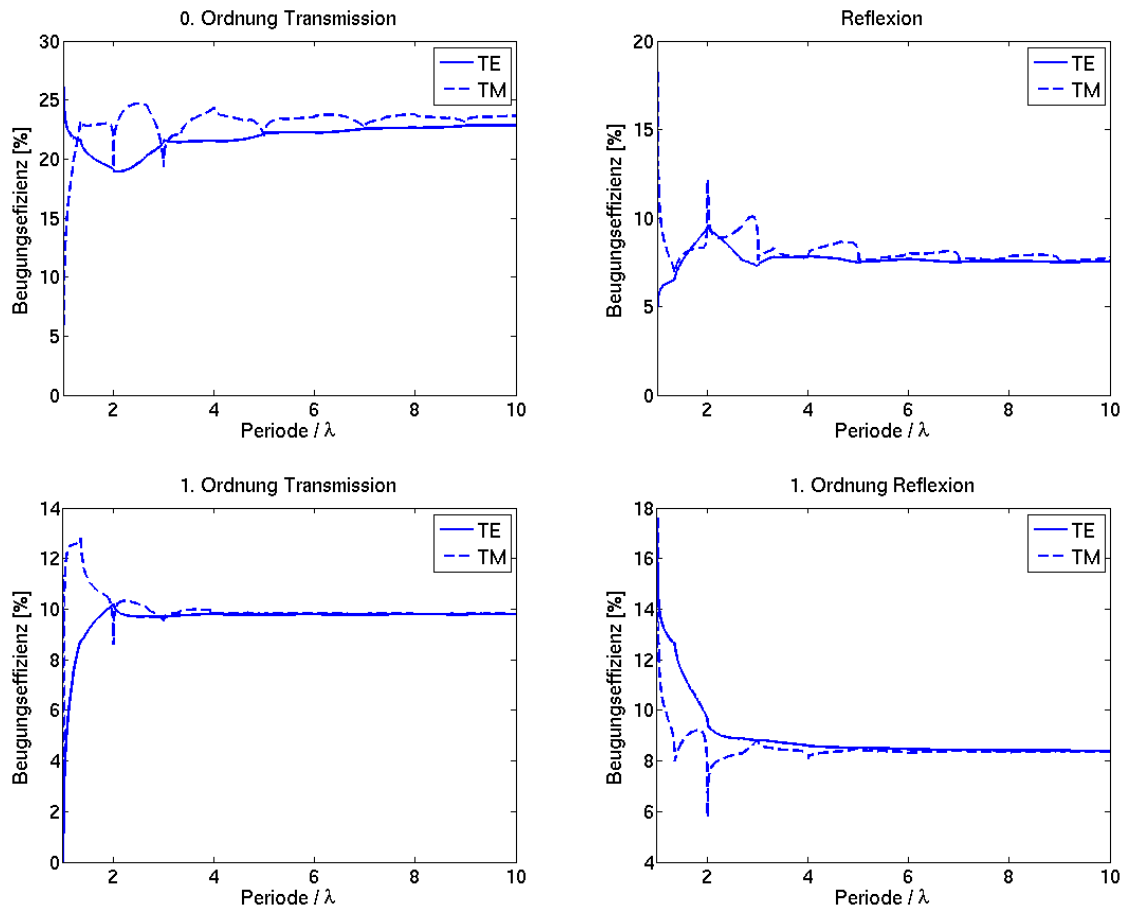 0. Ordnung Transmission
Beugungsefizienz [%]
30
25
20
15
10
5
0
TE
TM
2
4
6
8
10
Periode / λ
Reflexion
Beugungseffizienz [%]
20
15
10
5
0
TE
TM
2
4
6
8
10
Periode / λ
1. Ordnung Transmission
Beugungseffizienz [%]
14
12
10
8
6
4
2
0
TE
TM
2
4
6
8
10
Periode / λ
1. Ordnung Reflexion
Beugungseffizienz [%]
18
16
14
12
10
8
6
4
TE
TM
2
4
6
8
10
Periode / λ